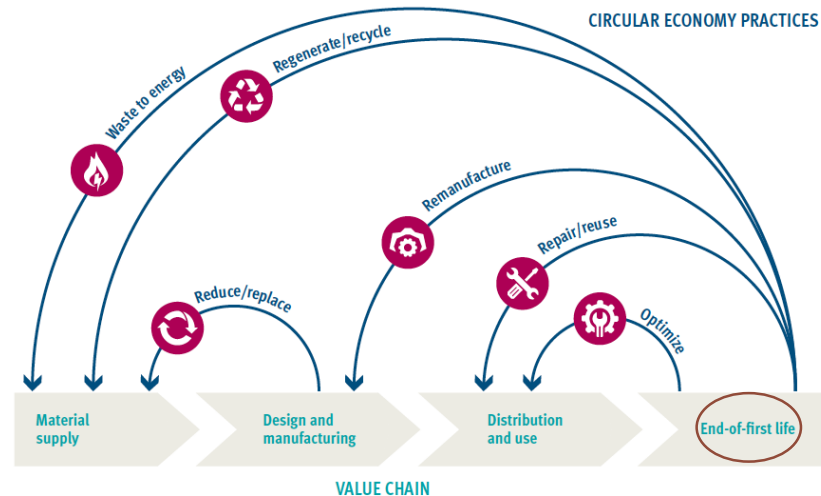 CIRCULAR ECONOMY PRACTICES
Waste to energy
Regenerate/recycle
Remanufacture
Repair/reuse
Reduce/replace
Optimize
Material
supply
Design and
manufacturing
Distribution
and use
End-of-first life
VALUE CHAIN